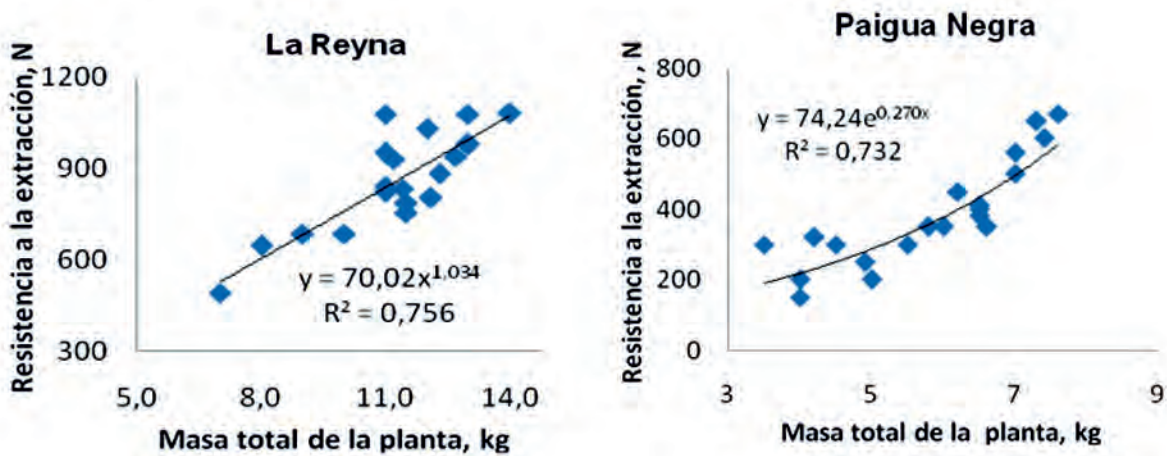 La Reyna
Resistencia a la extracción, N
1200
900
600
300
y = 70,02x^1,034
R² = 0,756
5,0 8,0 11,0 14,0
Masa total de la planta, kg
Paigua Negra
Resistencia a la extracción, , N
800
600
400
200
0
y = 74,24e^0,270x
R² = 0,732
3 5 7 9
Masa total de la planta, kg